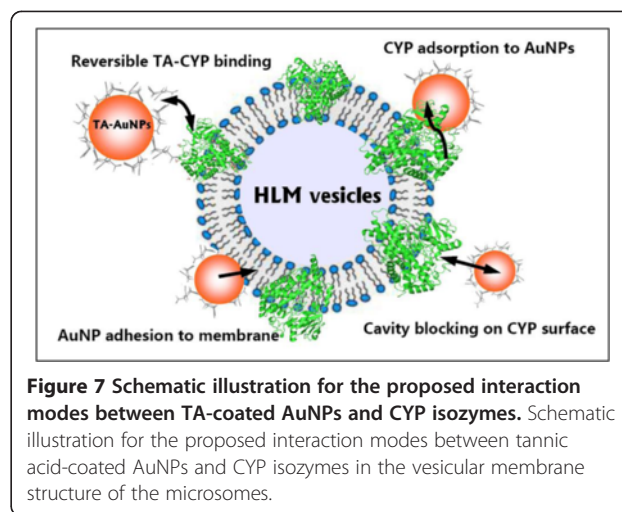 CYP adsorption to AuNPs
Reversible TA-CYP binding
TA-AuNPs
HLM vesicles
AuNP adhesion to membrane
Cavity blocking on CYP surface
Figure 7 Schematic illustration for the proposed interaction
modes between TA-coated AuNPs and CYP isozymes. Schematic
illustration for the proposed interaction modes between tannic
acid-coated AuNPs and CYP isozymes in the vesicular membrane
structure of the microsomes.